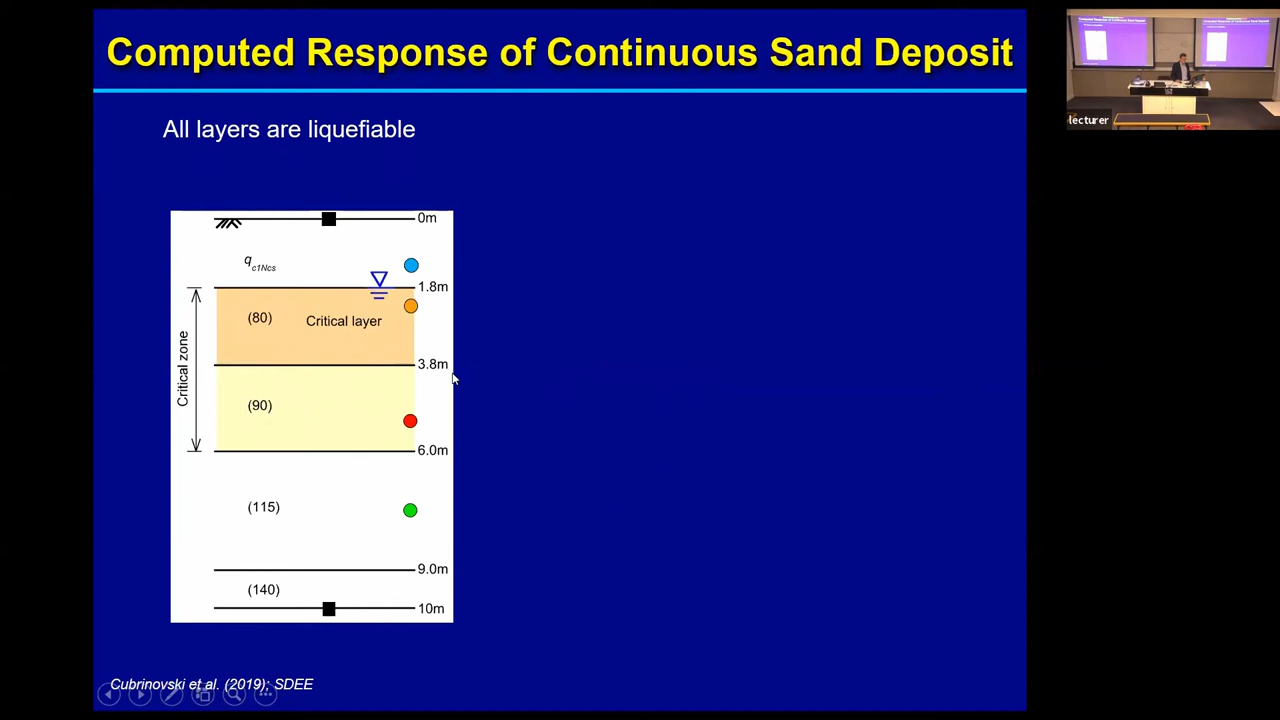 Computed Response of Continuous Sand Deposit
All layers are liquefiable
0m
qc1Ncs
1.8m
(80)
Critical layer
Critical zone
3.8m
(90)
6.0m
(115)
9.0m
(140)
10m
Cubrinovski et al. (2019); SDEE
lecturer